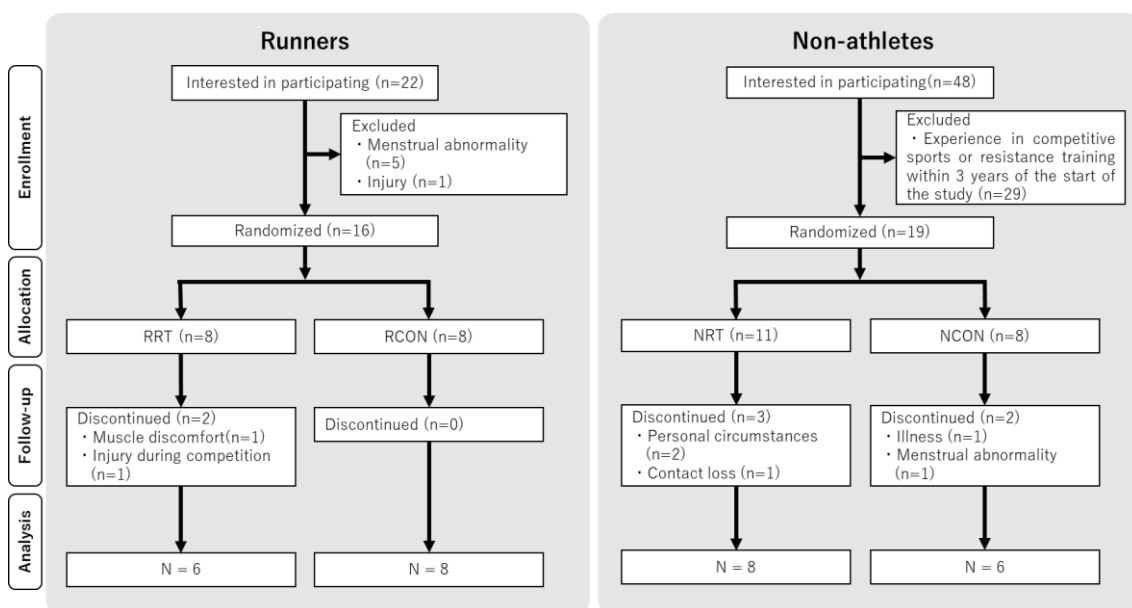 Runners
Interested in participating (n=22)
Excluded
・Menstrual abnormality
(n=5)
・Injury (n=1)
Randomized (n=16)
RRT (n=8)
RCON (n=8)
Discontinued (n=2)
・Muscle discomfort(n=1)
・Injury during competition
(n=1)
Discontinued (n=0)
N = 6
N = 8
Non-athletes
Interested in participating(n=48)
Excluded
・Experience in competitive
sports or resistance training
within 3 years of the start of
the study (n=29)
Randomized (n=19)
NRT (n=11)
NCON (n=8)
Discontinued (n=3)
・Personal circumstances
(n=2)
・Contact loss (n=1)
Discontinued (n=2)
・Illness (n=1)
・Menstrual abnormality
(n=1)
N = 8
N = 6
Enrollment
Allocation
Follow-up
Analysis